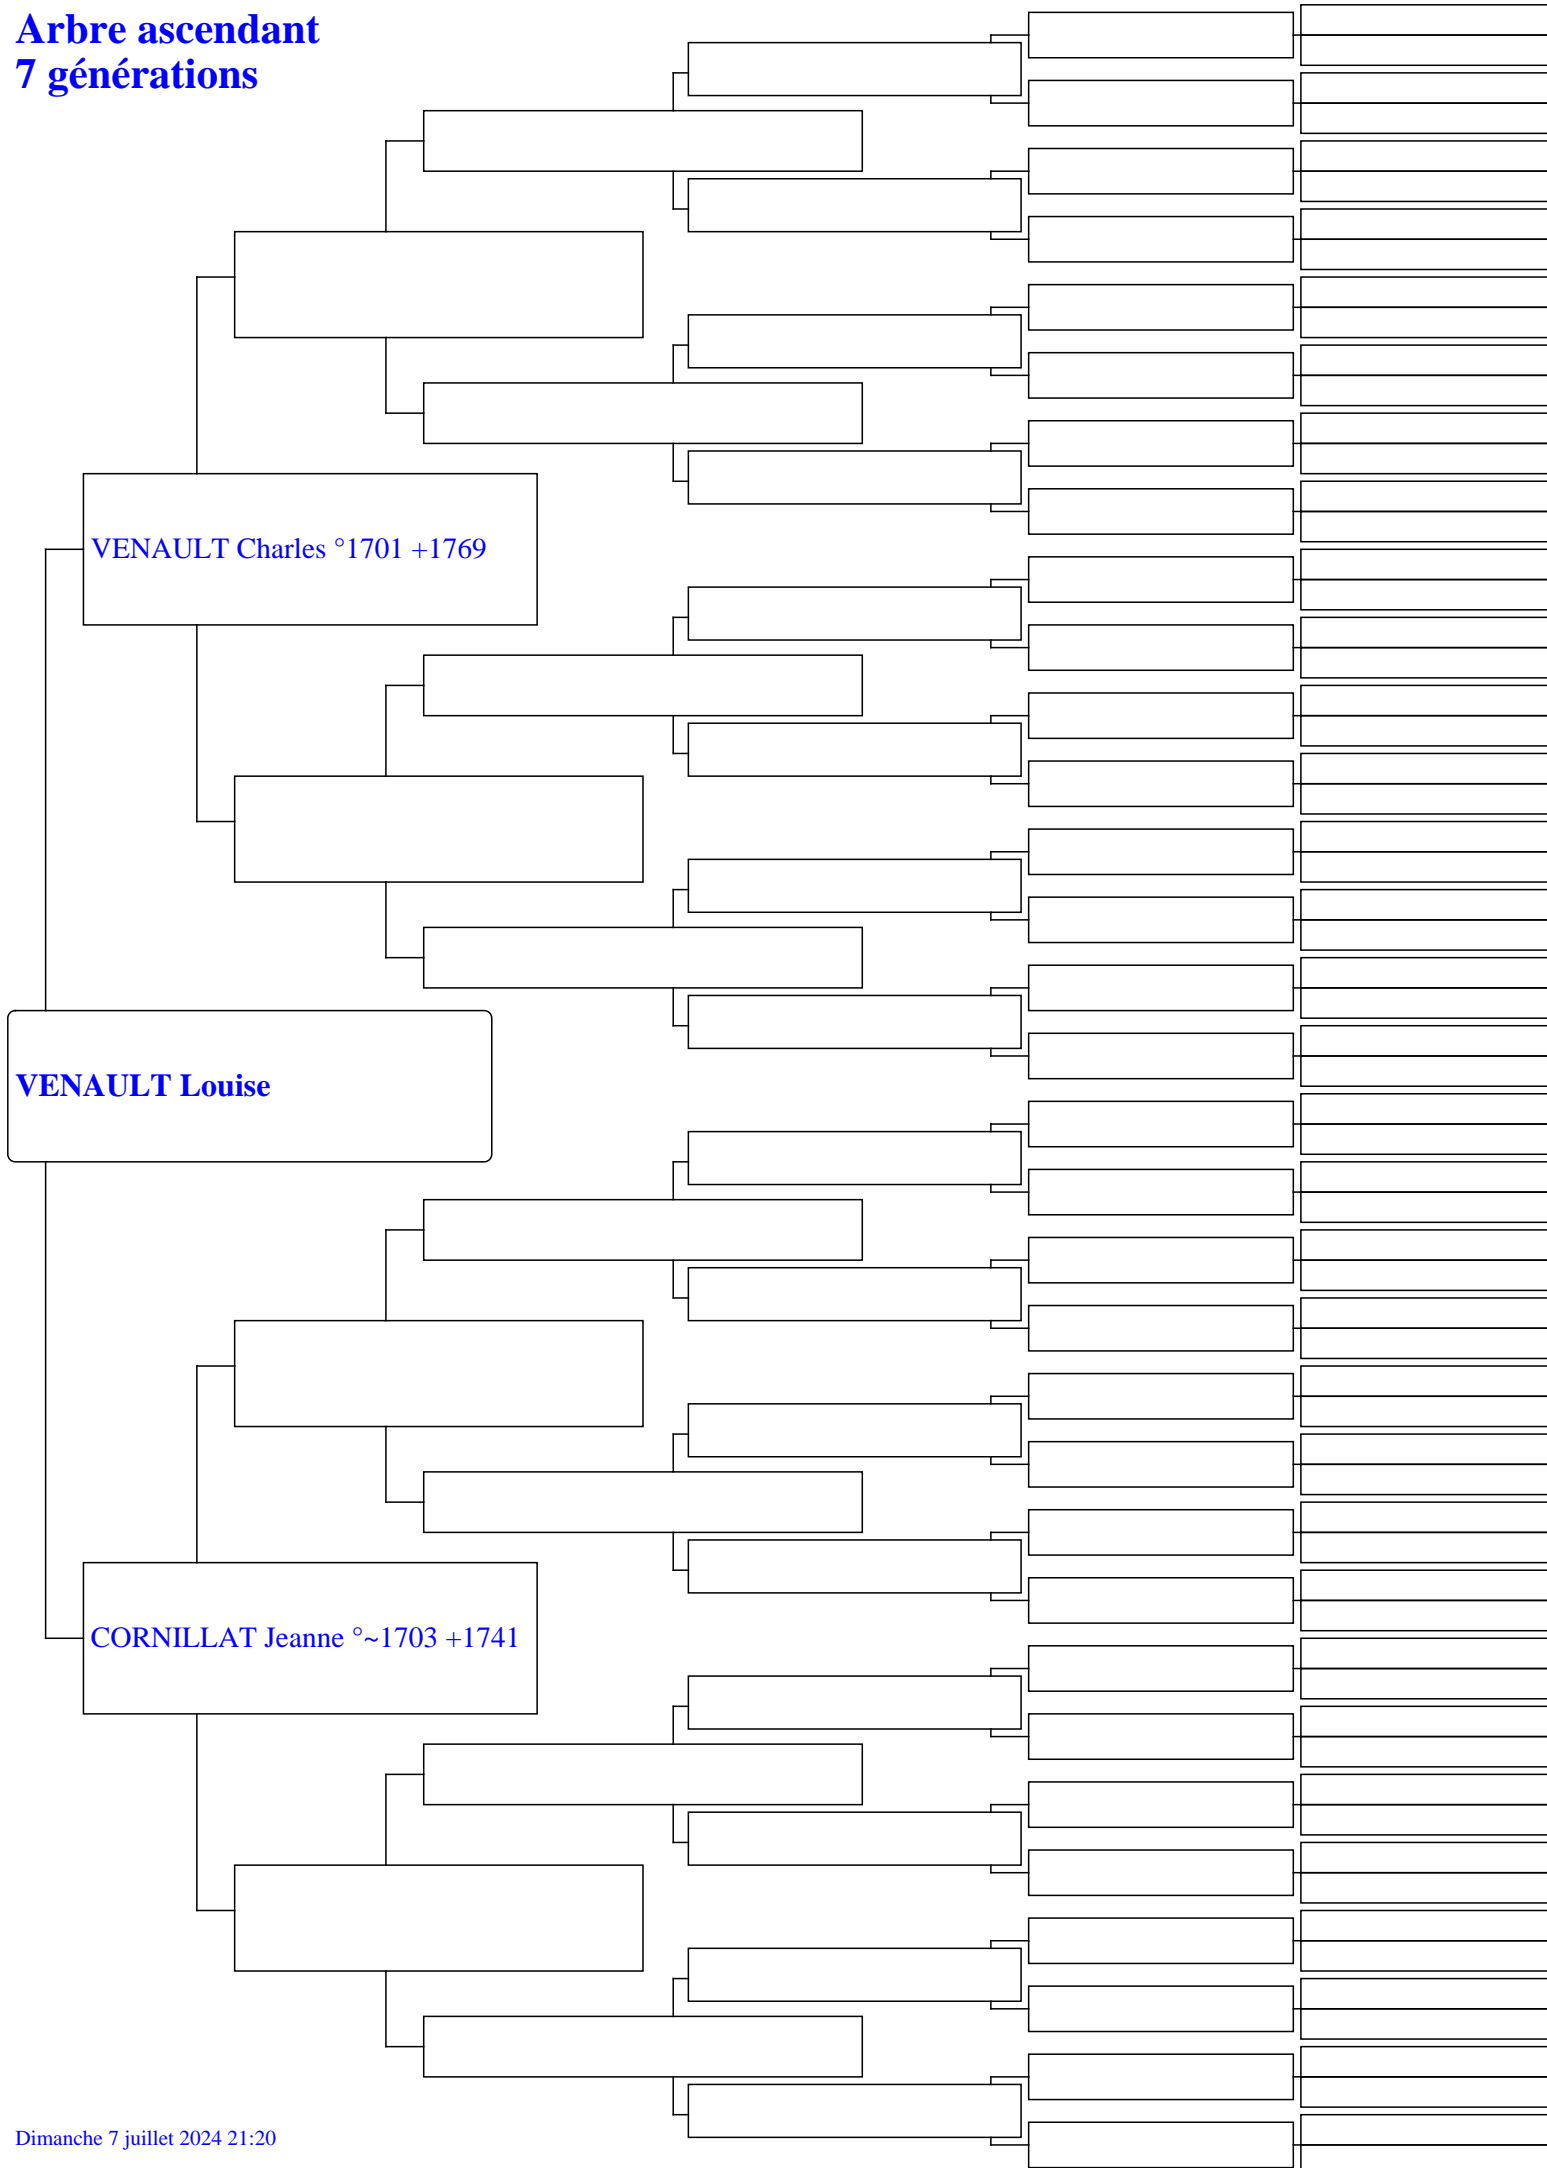 Arbre ascendant
7 générations
VENAULT Charles °1701 +1769
VENAULT Louise
CORNILLAT Jeanne °~1703 +1741
Dimanche 7 juillet 2024 21:20